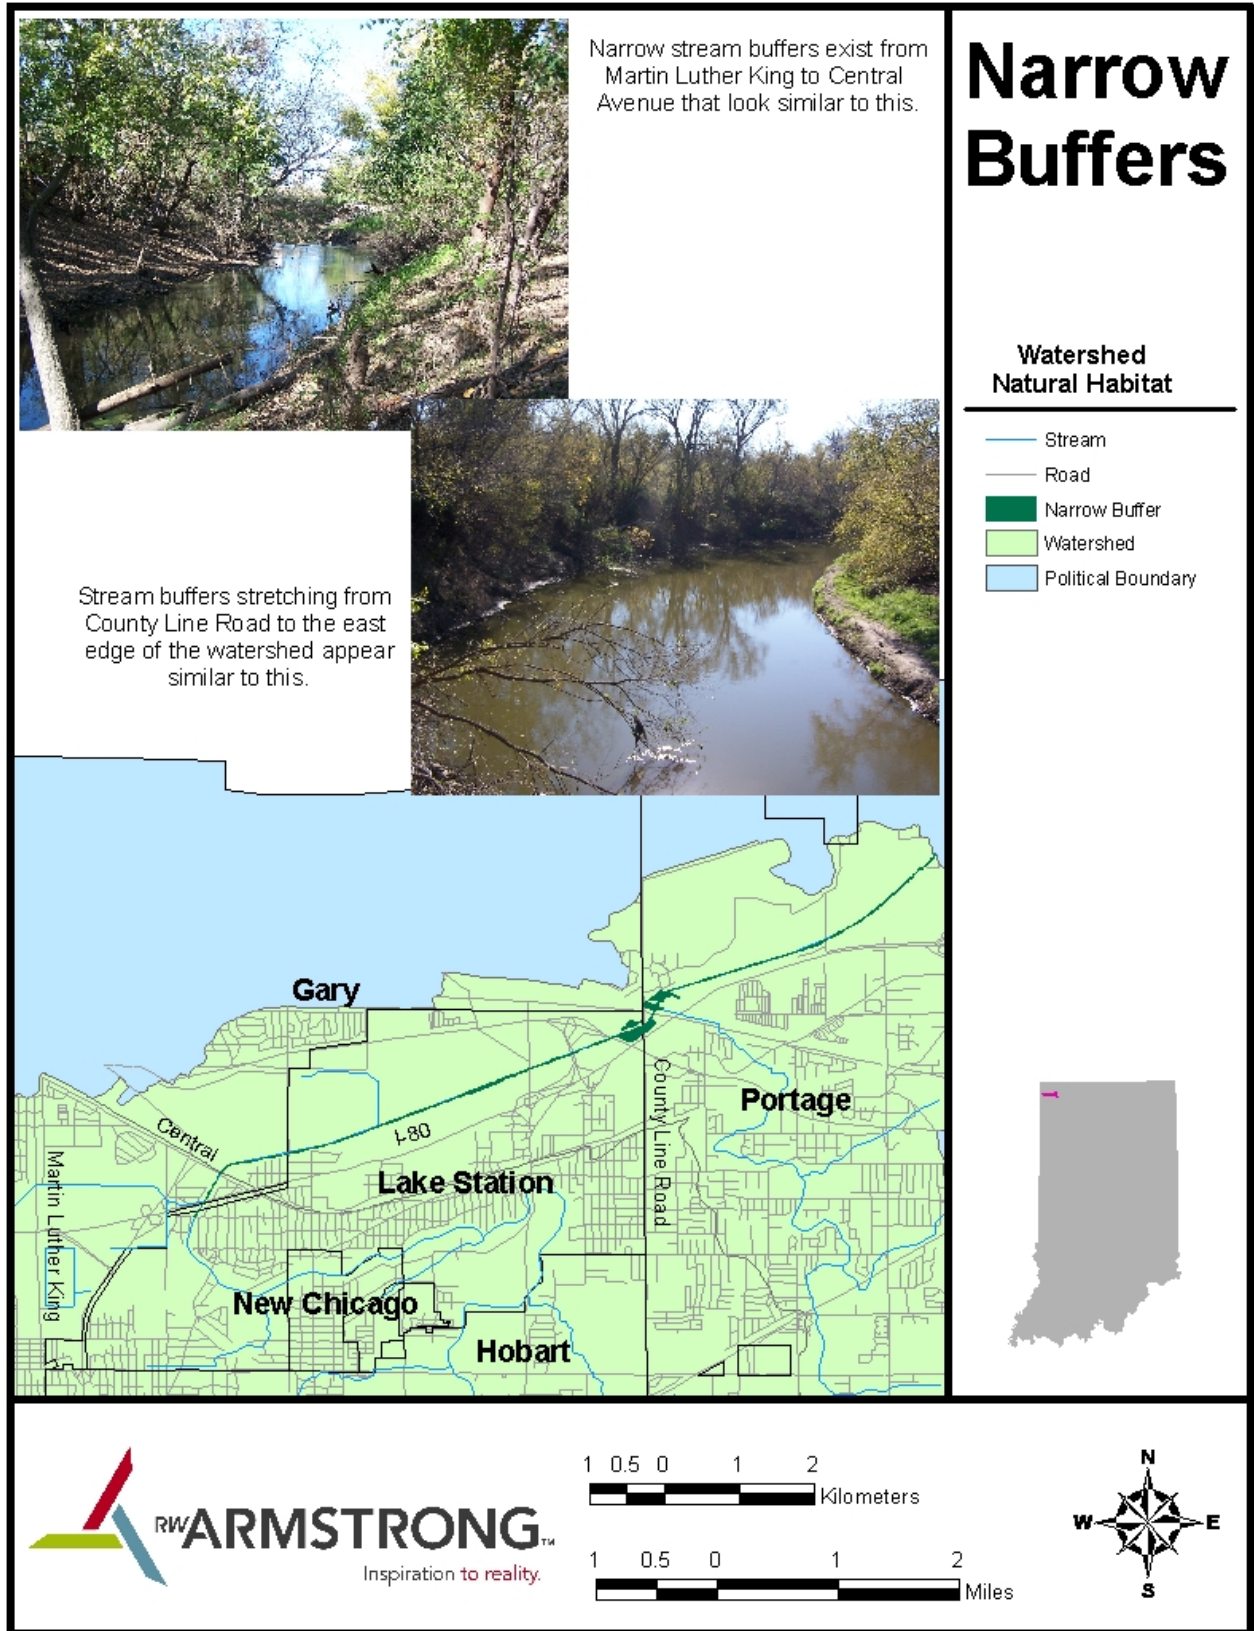 Narrow stream buffers exist from
Martin Luther King to Central
Avenue that look similar to this.
Stream buffers stretching from
County Line Road to the east
edge of the watershed appear
similar to this.
Narrow
Buffers
Watershed
Natural Habitat
Stream
Road
Narrow Buffer
Watershed
Political Boundary
Gary
Central
I-80
County Line Road
Portage
Martin Luther King
Lake Station
New Chicago
Hobart
RW ARMSTRONG™
Inspiration to reality.
1 0.5 0 1 2
Kilometers
1 0.5 0 1 2
Miles
N
W E
S